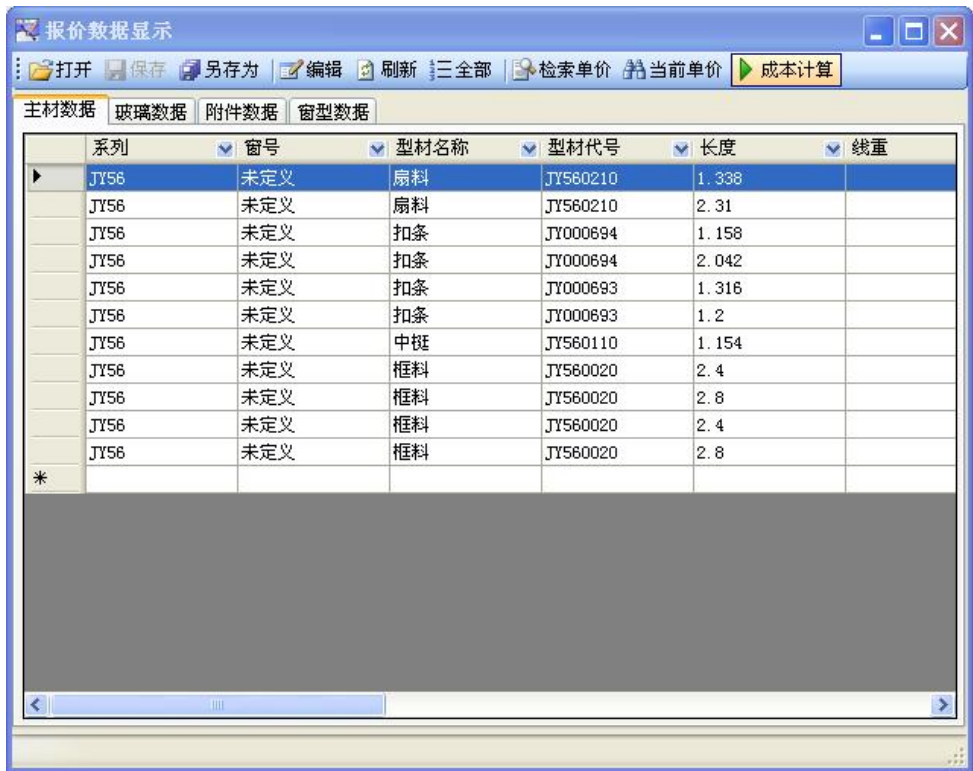 报价数据显示
打开 保存 另存为 编辑 刷新 全部 检索单价 当前单价 成本计算
主材数据 玻璃数据 附件数据 窗型数据
系列 窗号 型材名称 型材代号 长度 线重
JY56 未定义 扇料 JY560210 1.338
JY56 未定义 扇料 JY560210 2.31
JY56 未定义 扣条 JY000694 1.158
JY56 未定义 扣条 JY000694 2.042
JY56 未定义 扣条 JY000693 1.316
JY56 未定义 扣条 JY000693 1.2
JY56 未定义 中梃 JY560110 1.154
JY56 未定义 框料 JY560020 2.4
JY56 未定义 框料 JY560020 2.8
JY56 未定义 框料 JY560020 2.4
JY56 未定义 框料 JY560020 2.8